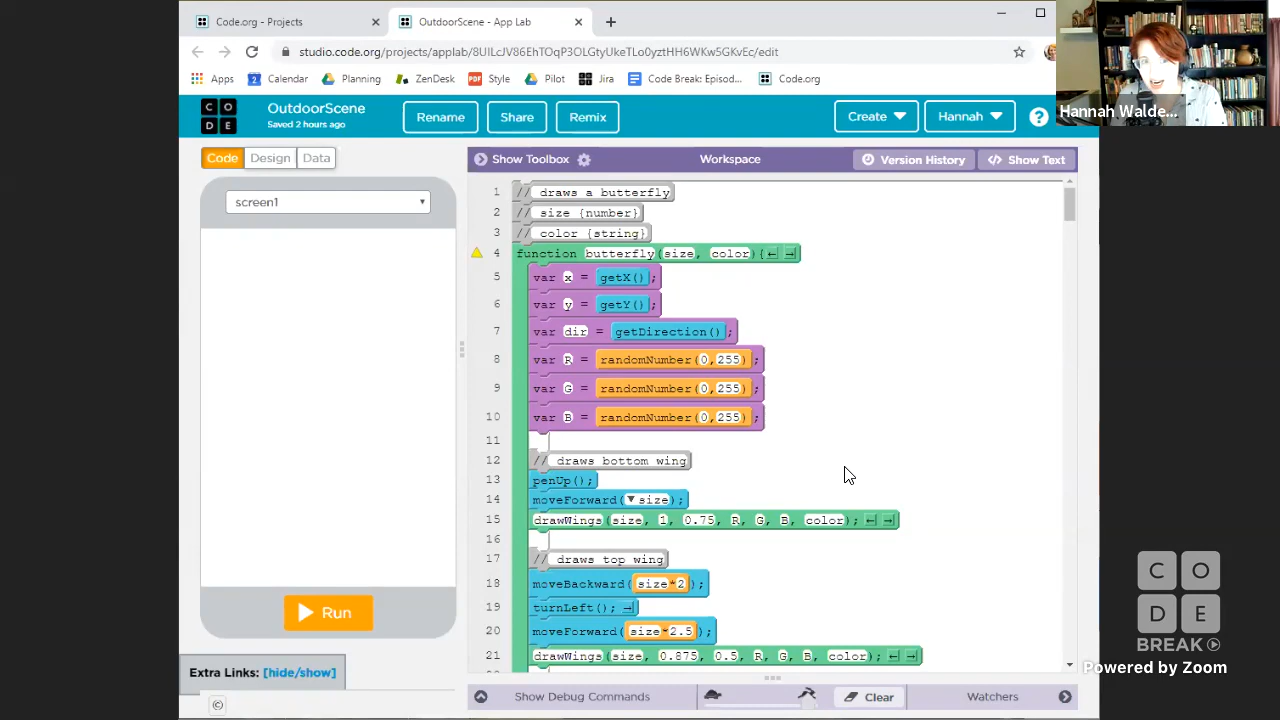 Code.org - Projects
OutdoorScene - App Lab
studio.code.org/projects/applab/8UILcJV86EhTOqP3OLGtyUkeTLo0yztHH6WKw5GKvEc/edit
Apps Calendar Planning ZenDesk PDF Style Pilot Jira Code Break: Episod... Code.org
Hannah Walde...
C O
D E
OutdoorScene
Saved 2 hours ago
Rename Share Remix Create Hannah ?
Code Design Data
Show Toolbox Workspace Version History </> Show Text
screen1
1 // draws a butterfly
2 // size {number}
3 // color {string}
4 function butterfly(size, color){
5 var x = getX();
6 var y = getY();
7 var dir = getDirection();
8 var R = randomNumber(0,255);
9 var G = randomNumber(0,255);
10 var B = randomNumber(0,255);
11
12 // draws bottom wing
13 penUp();
14 moveForward(size);
15 drawWings(size, 1, 0.75, R, G, B, color);
16
17 // draws top wing
18 moveBackward(size*2);
19 turnLeft();
20 moveForward(size*2.5);
21 drawWings(size, 0.875, 0.5, R, G, B, color);
Run
Extra Links: [hide/show]
©
Show Debug Commands Clear Watchers
C O
D E
BREAK
Powered by Zoom